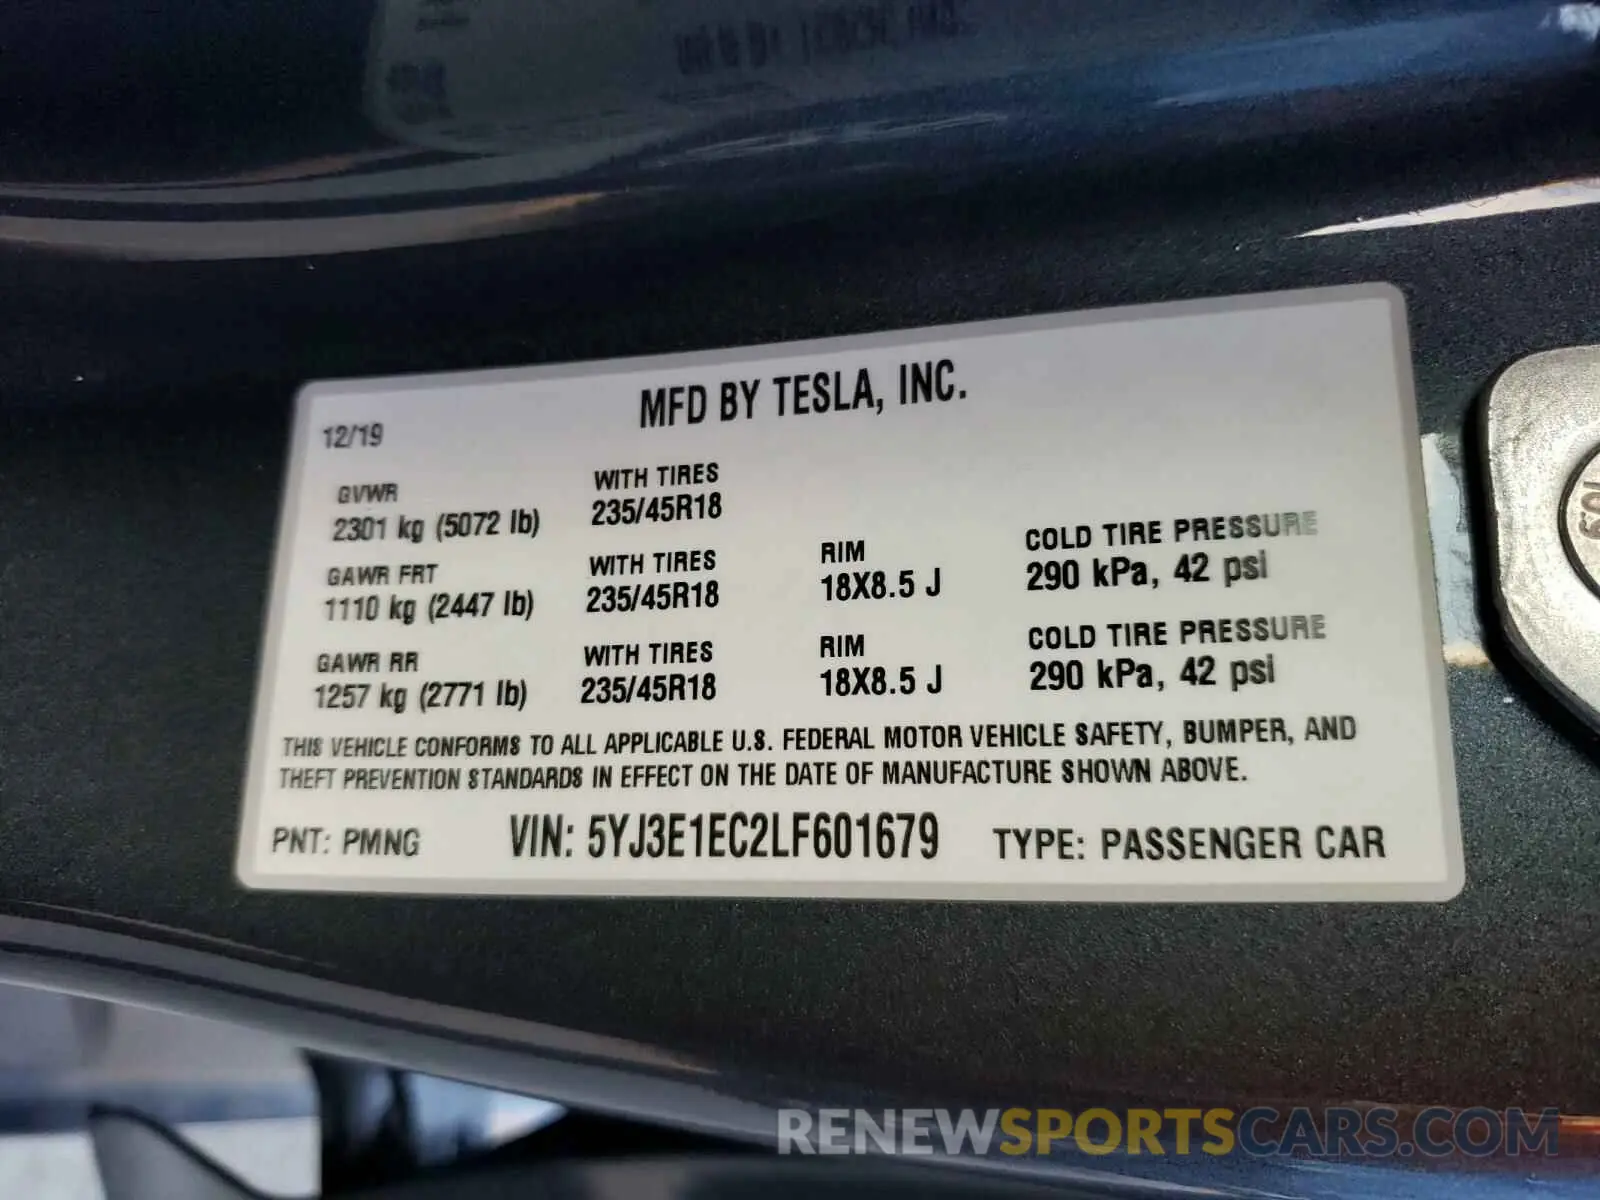 MFD BY TESLA, INC.
12/19
GVWR
2301 kg (5072 lb)
WITH TIRES
235/45R18
GAWR FRT
1110 kg (2447 lb)
WITH TIRES
235/45R18
RIM
18X8.5 J
COLD TIRE PRESSURE
290 kPa, 42 psi
GAWR RR
1257 kg (2771 lb)
WITH TIRES
235/45R18
RIM
18X8.5 J
COLD TIRE PRESSURE
290 kPa, 42 psi
THIS VEHICLE CONFORMS TO ALL APPLICABLE U.S. FEDERAL MOTOR VEHICLE SAFETY, BUMPER, AND
THEFT PREVENTION STANDARDS IN EFFECT ON THE DATE OF MANUFACTURE SHOWN ABOVE.
PNT: PMNG VIN: 5YJ3E1EC2LF601679 TYPE: PASSENGER CAR
RENEWSPORTSCARS.COM